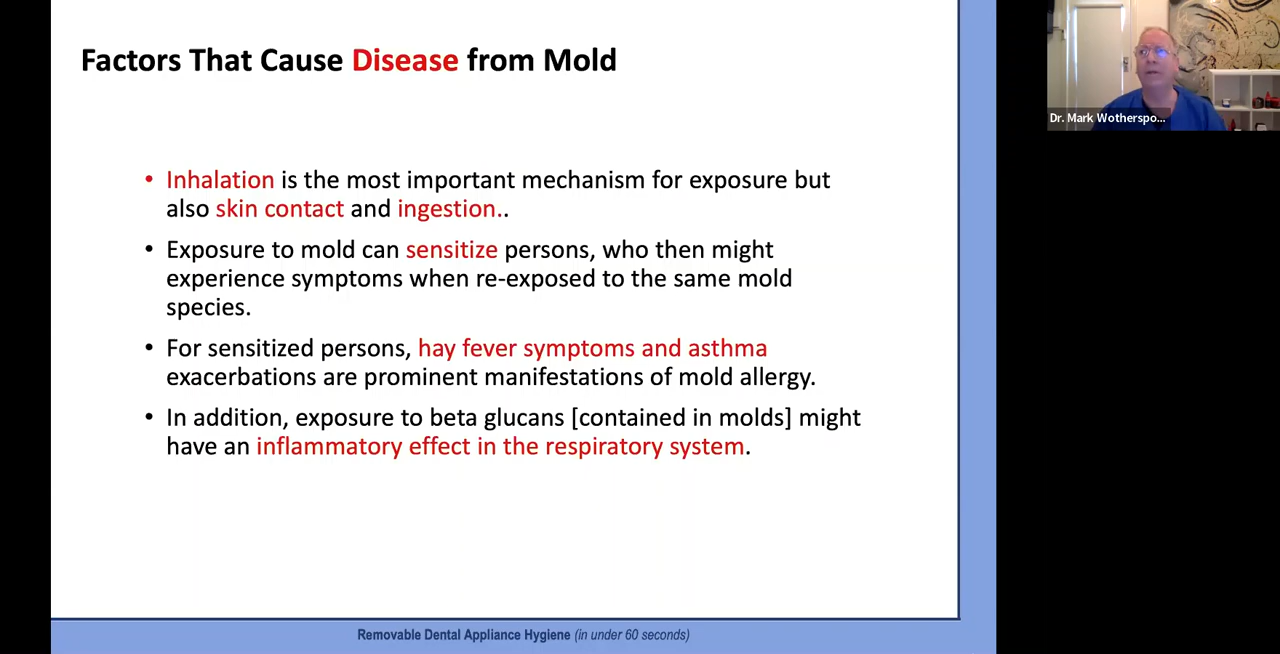 Factors That Cause Disease from Mold
• Inhalation is the most important mechanism for exposure but
also skin contact and ingestion..
• Exposure to mold can sensitize persons, who then might
experience symptoms when re-exposed to the same mold
species.
• For sensitized persons, hay fever symptoms and asthma
exacerbations are prominent manifestations of mold allergy.
• In addition, exposure to beta glucans [contained in molds] might
have an inflammatory effect in the respiratory system.
Removable Dental Appliance Hygiene (in under 60 seconds)
Dr. Mark Wotherspo...